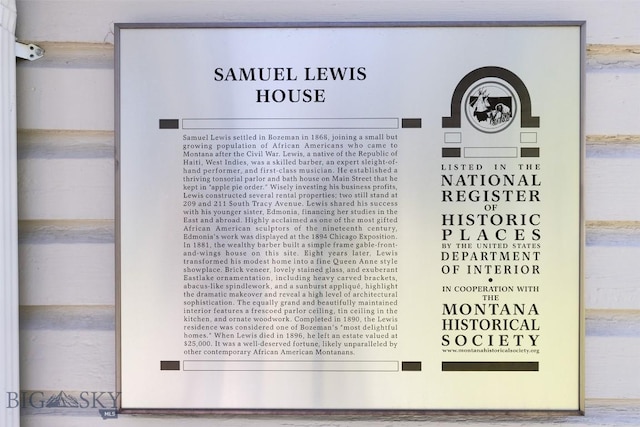 SAMUEL LEWIS
HOUSE
Samuel Lewis settled in Bozeman in 1868, joining a small but
growing population of African Americans who came to
Montana after the Civil War. Lewis, a native of the Republic of
Haiti, West Indies, was a skilled barber, an expert sleight-of-
hand performer, and first-class musician. He established a
thriving tonsorial parlor and bath house on Main Street that he
kept in "apple pie order." Wisely investing his business profits,
Lewis constructed several rental properties; two still stand at
209 and 211 South Tracy Avenue. Lewis shared his success
with his younger sister, Edmonia, financing her studies in the
East and abroad. Highly acclaimed as one of the most gifted
African American sculptors of the nineteenth century,
Edmonia's work was displayed at the 1894 Chicago Exposition.
In 1881, the wealthy barber built a simple frame gable-front-
and-wings house on this site. Eight years later, Lewis
transformed his modest home into a fine Queen Anne style
showplace. Brick veneer, lovely stained glass, and exuberant
Eastlake ornamentation, including heavy carved brackets,
abacus-like spindlework, and a sunburst appliqué, highlight
the dramatic makeover and reveal a high level of architectural
sophistication. The equally grand and beautifully maintained
interior features a frescoed parlor ceiling, tin ceiling in the
kitchen, and ornate woodwork. Completed in 1890, the Lewis
residence was considered one of Bozeman's "most delightful
homes." When Lewis died in 1896, he left an estate valued at
$25,000. It was a well-deserved fortune, likely unparalleled by
other contemporary African American Montanans.
LISTED IN THE
NATIONAL
REGISTER
OF
HISTORIC
PLACES
BY THE UNITED STATES
DEPARTMENT
OF INTERIOR
IN COOPERATION WITH
THE
MONTANA
HISTORICAL
SOCIETY
www.montanahistoricalsociety.org
BIG SKY
MLS